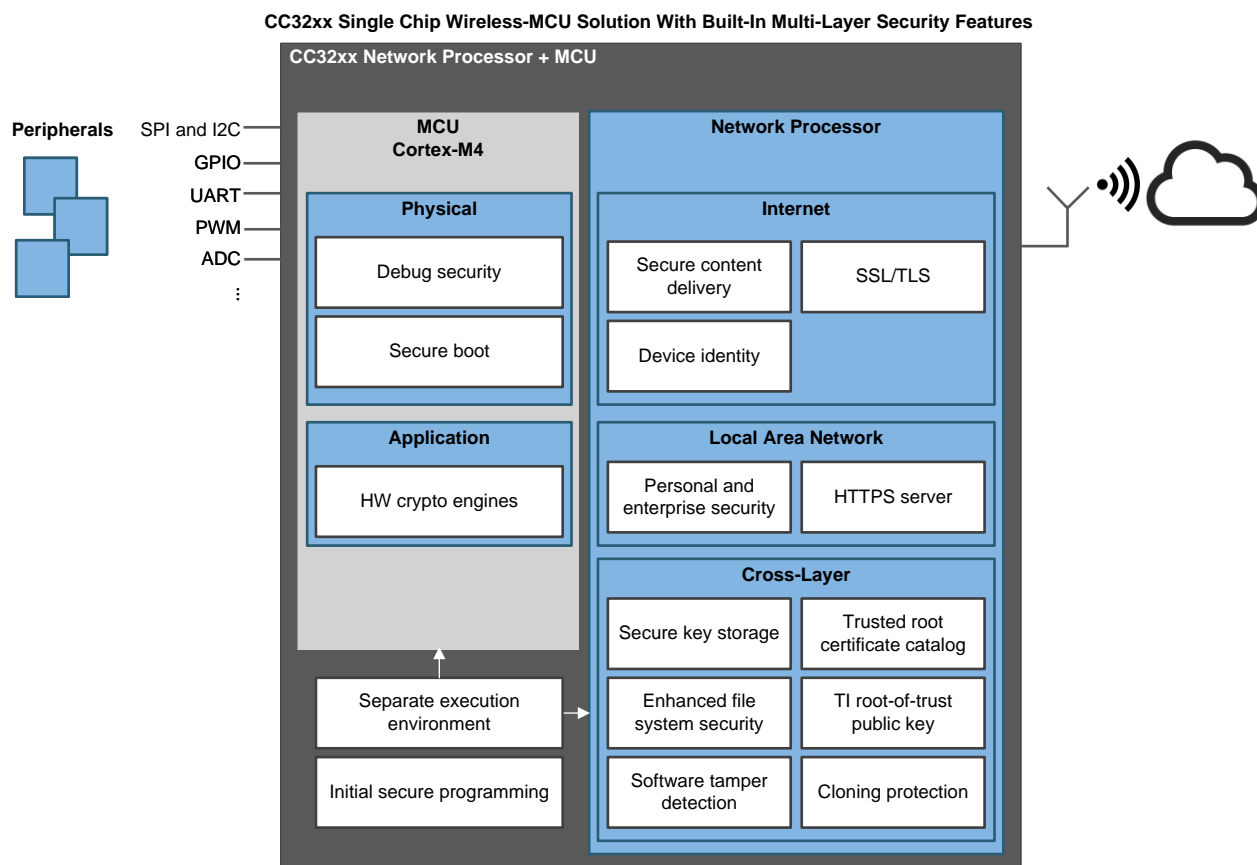 CC32xx Single Chip Wireless-MCU Solution With Built-In Multi-Layer Security Features
CC32xx Network Processor + MCU
Peripherals
SPI and I2C
GPIO
UART
PWM
ADC
...
MCU
Cortex-M4
Physical
Debug security
Secure boot
Application
HW crypto engines
Separate execution
environment
Initial secure programming
Network Processor
Internet
Secure content
delivery
SSL/TLS
Device identity
Local Area Network
Personal and
enterprise security
HTTPS server
Cross-Layer
Secure key storage
Trusted root
certificate catalog
Enhanced file
system security
TI root-of-trust
public key
Software tamper
detection
Cloning protection